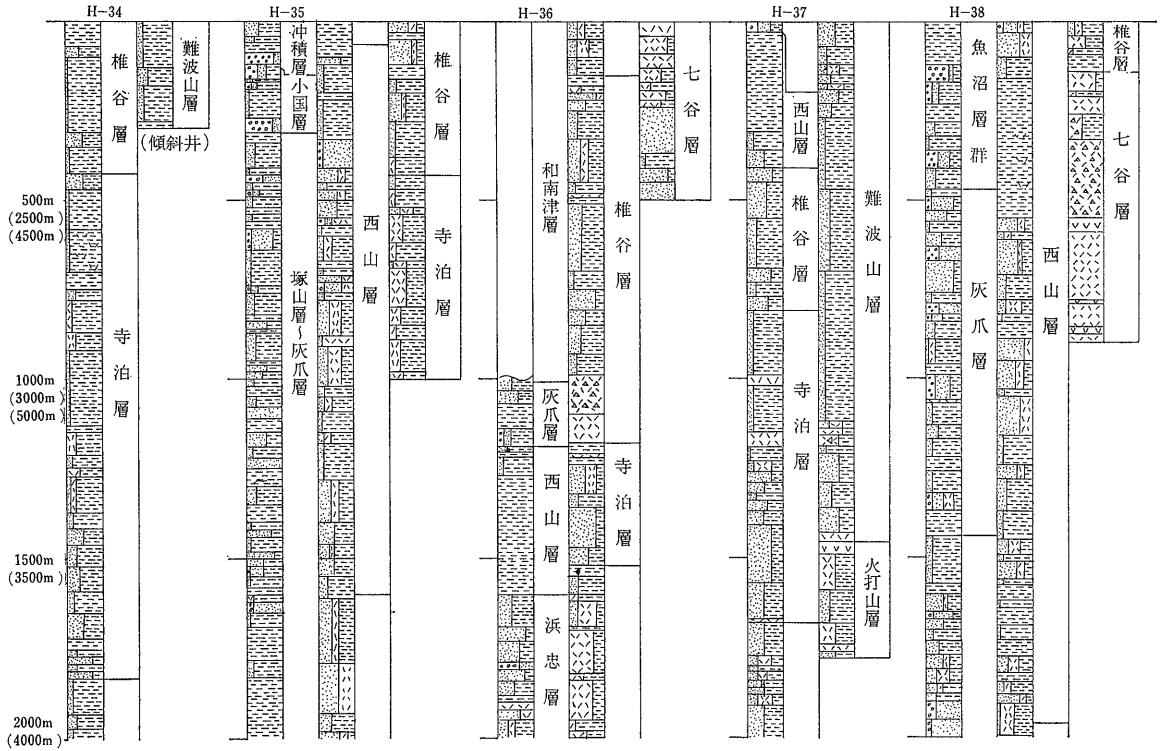 H-34
H-35
H-36
H-37
H-38
500m
(2500m)
(4500m)
1000m
(3000m)
(5000m)
1500m
(3500m)
2000m
(4000m)
椎谷層
寺泊層
難波山層
(傾斜井)
沖積層
小国層
塚山層～灰爪層
西山層
椎谷層
寺泊層
和南津層
灰爪層
西山層
浜忠層
椎谷層
寺泊層
七谷層
西山層
椎谷層
寺泊層
難波山層
火打山層
魚沼層群
灰爪層
西山層
椎谷層
七谷層